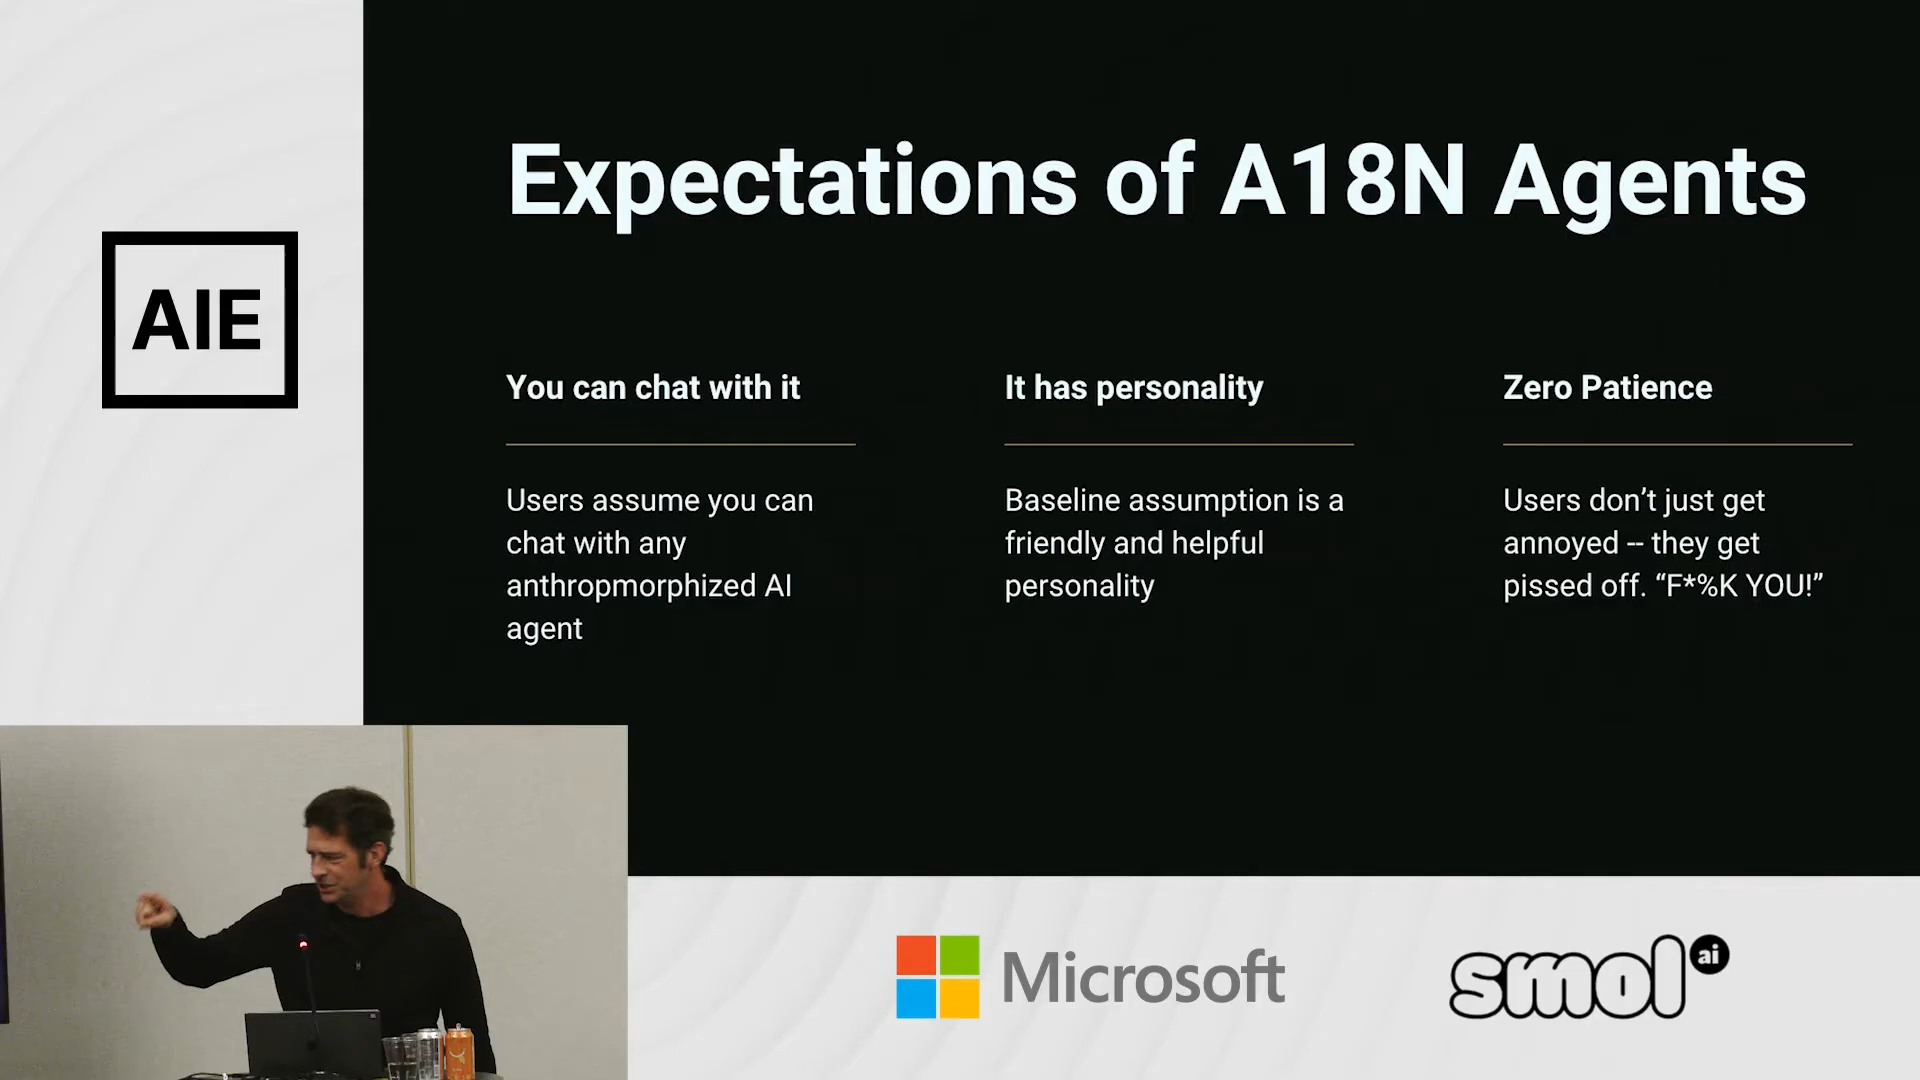 Expectations of A18N Agents
AIE
You can chat with it
Users assume you can
chat with any
anthropmorphized AI
agent
It has personality
Baseline assumption is a
friendly and helpful
personality
Zero Patience
Users don’t just get
annoyed -- they get
pissed off. “F*%K YOU!”
Microsoft
smol ai